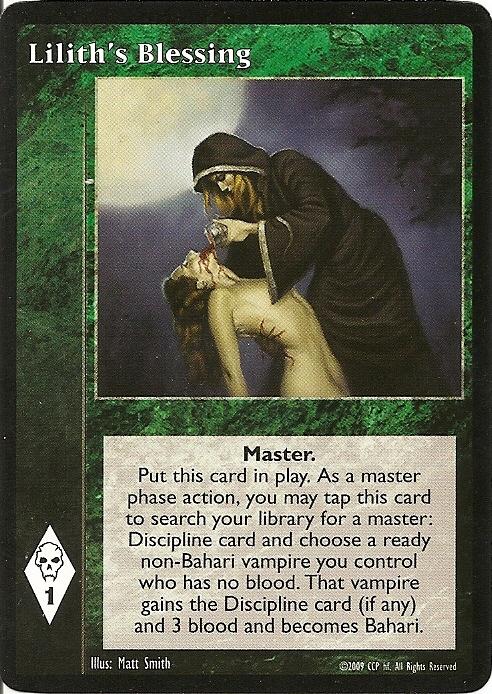 Lilith's Blessing
Master.
Put this card in play. As a master
phase action, you may tap this card
to search your library for a master:
Discipline card and choose a ready
non-Bahari vampire you control
who has no blood. That vampire
gains the Discipline card (if any)
and 3 blood and becomes Bahari.
1
Illus: Matt Smith
©2009 CCP hf. All Rights Reserved